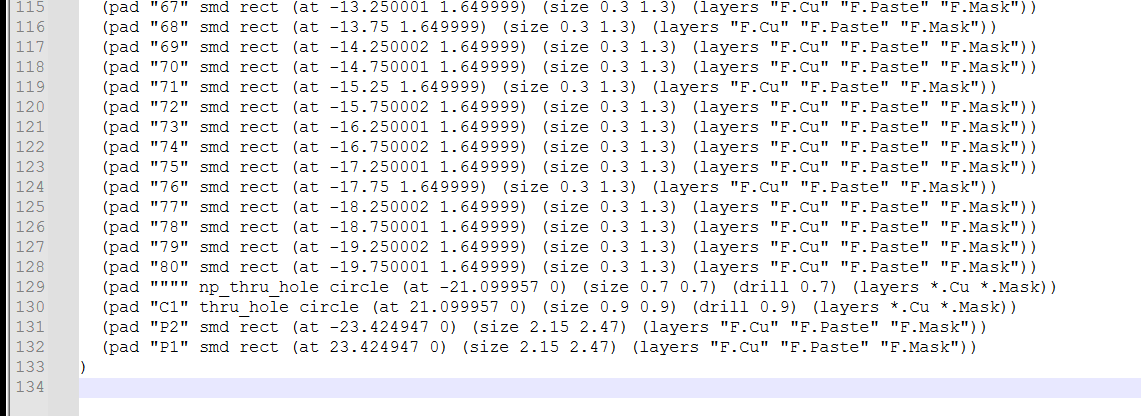 115 (pad "67" smd rect (at -13.250001 1.649999) (size 0.3 1.3) (layers "F.Cu" "F.Paste" "F.Mask"))
116 (pad "68" smd rect (at -13.75 1.649999) (size 0.3 1.3) (layers "F.Cu" "F.Paste" "F.Mask"))
117 (pad "69" smd rect (at -14.250002 1.649999) (size 0.3 1.3) (layers "F.Cu" "F.Paste" "F.Mask"))
118 (pad "70" smd rect (at -14.750001 1.649999) (size 0.3 1.3) (layers "F.Cu" "F.Paste" "F.Mask"))
119 (pad "71" smd rect (at -15.25 1.649999) (size 0.3 1.3) (layers "F.Cu" "F.Paste" "F.Mask"))
120 (pad "72" smd rect (at -15.750002 1.649999) (size 0.3 1.3) (layers "F.Cu" "F.Paste" "F.Mask"))
121 (pad "73" smd rect (at -16.250001 1.649999) (size 0.3 1.3) (layers "F.Cu" "F.Paste" "F.Mask"))
122 (pad "74" smd rect (at -16.750002 1.649999) (size 0.3 1.3) (layers "F.Cu" "F.Paste" "F.Mask"))
123 (pad "75" smd rect (at -17.250001 1.649999) (size 0.3 1.3) (layers "F.Cu" "F.Paste" "F.Mask"))
124 (pad "76" smd rect (at -17.75 1.649999) (size 0.3 1.3) (layers "F.Cu" "F.Paste" "F.Mask"))
125 (pad "77" smd rect (at -18.250002 1.649999) (size 0.3 1.3) (layers "F.Cu" "F.Paste" "F.Mask"))
126 (pad "78" smd rect (at -18.750001 1.649999) (size 0.3 1.3) (layers "F.Cu" "F.Paste" "F.Mask"))
127 (pad "79" smd rect (at -19.250002 1.649999) (size 0.3 1.3) (layers "F.Cu" "F.Paste" "F.Mask"))
128 (pad "80" smd rect (at -19.750001 1.649999) (size 0.3 1.3) (layers "F.Cu" "F.Paste" "F.Mask"))
129 (pad """" np_thru_hole circle (at -21.099957 0) (size 0.7 0.7) (drill 0.7) (layers *.Cu *.Mask))
130 (pad "C1" thru_hole circle (at 21.099957 0) (size 0.9 0.9) (drill 0.9) (layers *.Cu *.Mask))
131 (pad "P2" smd rect (at -23.424947 0) (size 2.15 2.47) (layers "F.Cu" "F.Paste" "F.Mask"))
132 (pad "P1" smd rect (at 23.424947 0) (size 2.15 2.47) (layers "F.Cu" "F.Paste" "F.Mask"))
133 )
134